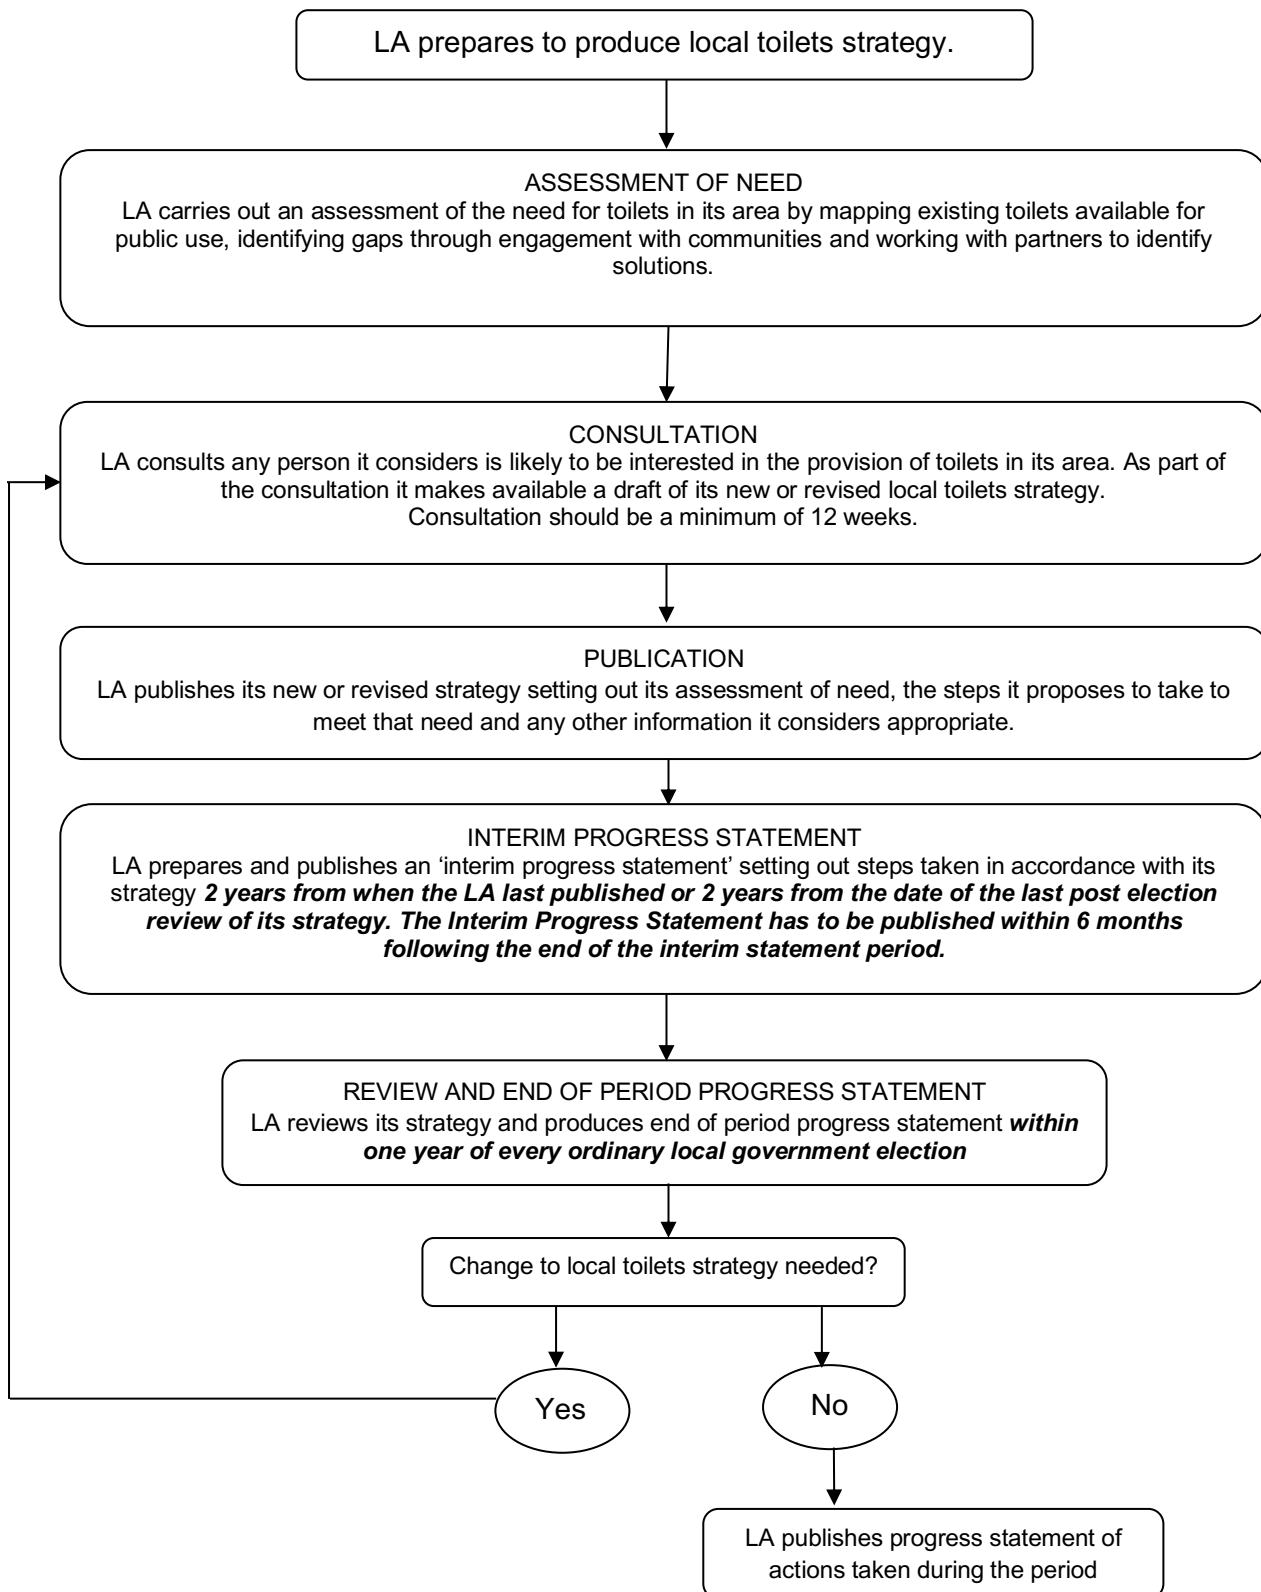 LA prepares to produce local toilets strategy.
ASSESSMENT OF NEED
LA carries out an assessment of the need for toilets in its area by mapping existing toilets available for
public use, identifying gaps through engagement with communities and working with partners to identify
solutions.
CONSULTATION
LA consults any person it considers is likely to be interested in the provision of toilets in its area. As part of
the consultation it makes available a draft of its new or revised local toilets strategy.
Consultation should be a minimum of 12 weeks.
PUBLICATION
LA publishes its new or revised strategy setting out its assessment of need, the steps it proposes to take to
meet that need and any other information it considers appropriate.
INTERIM PROGRESS STATEMENT
LA prepares and publishes an ‘interim progress statement’ setting out steps taken in accordance with its
strategy 2 years from when the LA last published or 2 years from the date of the last post election
review of its strategy. The Interim Progress Statement has to be published within 6 months
following the end of the interim statement period.
REVIEW AND END OF PERIOD PROGRESS STATEMENT
LA reviews its strategy and produces end of period progress statement within
one year of every ordinary local government election
Change to local toilets strategy needed?
Yes
No
LA publishes progress statement of
actions taken during the period